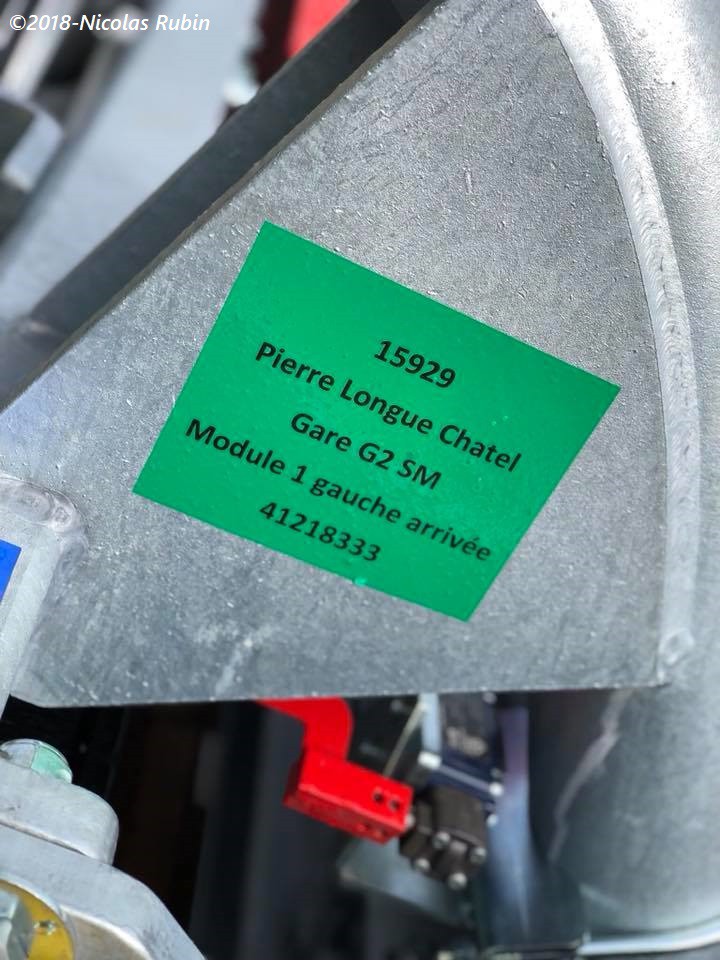 ©2018-Nicolas Rubin
15929
Pierre Longue Chatel
Gare G2 SM
Module 1 gauche arrivée
41218333